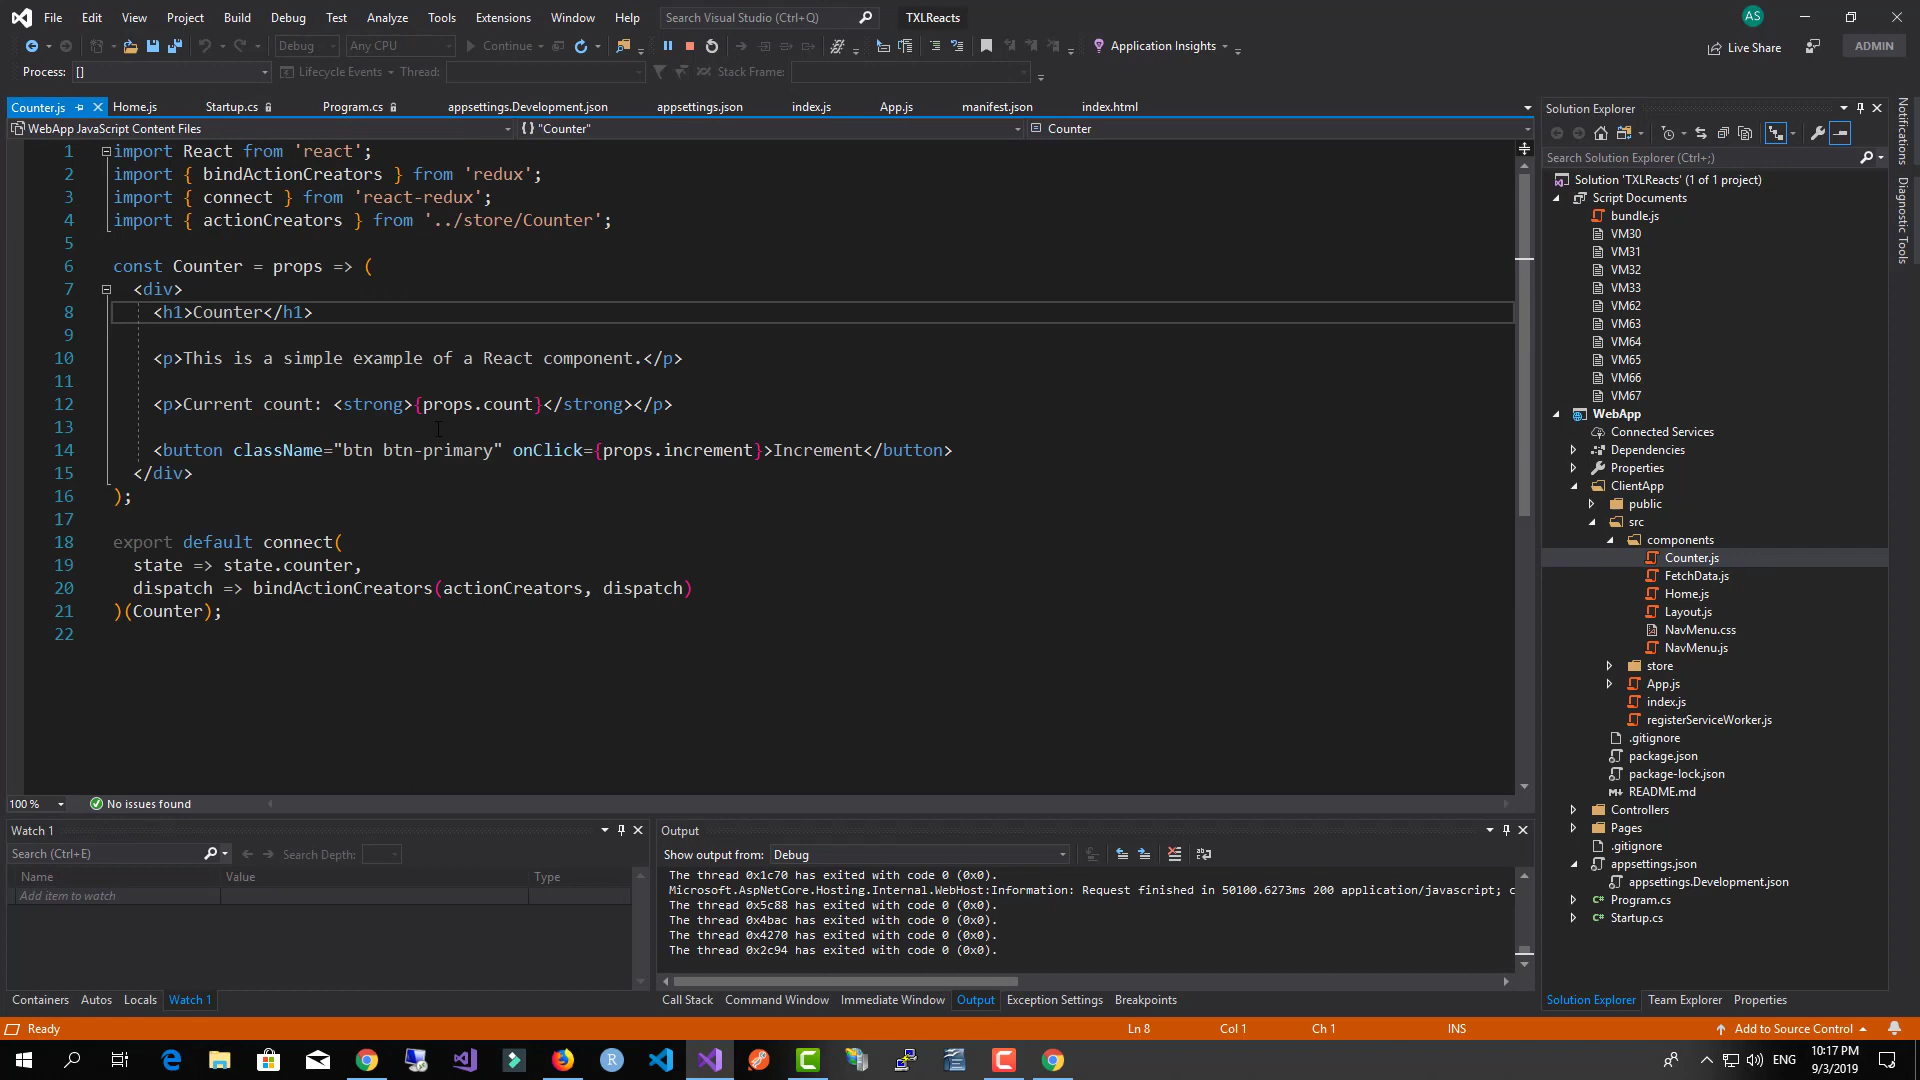 File Edit View Project Build Debug Test Analyze Tools Extensions Window Help Search Visual Studio (Ctrl+Q) TXLReacts AS
Debug Any CPU Continue Application Insights Live Share ADMIN
Process: [] Lifecycle Events Thread: Stack Frame:
Counter.js Home.js Startup.cs Program.cs appsettings.Development.json appsettings.json index.js App.js manifest.json index.html
WebApp JavaScript Content Files {} "Counter" Counter
1 import React from 'react';
2 import { bindActionCreators } from 'redux';
3 import { connect } from 'react-redux';
4 import { actionCreators } from '../store/Counter';
5
6 const Counter = props => (
7 <div>
8 <h1>Counter</h1>
9
10 <p>This is a simple example of a React component.</p>
11
12 <p>Current count: <strong>{props.count}</strong></p>
13
14 <button className="btn btn-primary" onClick={props.increment}>Increment</button>
15 </div>
16 );
17
18 export default connect(
19 state => state.counter,
20 dispatch => bindActionCreators(actionCreators, dispatch)
21 )(Counter);
22
100 % No issues found
Watch 1
Search (Ctrl+E) Search Depth:
Name Value Type
Add item to watch
Containers Autos Locals Watch 1
Output
Show output from: Debug
The thread 0x1c70 has exited with code 0 (0x0).
Microsoft.AspNetCore.Hosting.Internal.WebHost:Information: Request finished in 50100.6273ms 200 application/javascript; c
The thread 0x5c88 has exited with code 0 (0x0).
The thread 0x4bac has exited with code 0 (0x0).
The thread 0x4270 has exited with code 0 (0x0).
The thread 0x2c94 has exited with code 0 (0x0).
Call Stack Command Window Immediate Window Output Exception Settings Breakpoints
Solution Explorer
Search Solution Explorer (Ctrl+;)
Solution 'TXLReacts' (1 of 1 project)
Script Documents
bundle.js
VM30
VM31
VM32
VM33
VM62
VM63
VM64
VM65
VM66
VM67
WebApp
Connected Services
Dependencies
Properties
ClientApp
public
src
components
Counter.js
FetchData.js
Home.js
Layout.js
NavMenu.css
NavMenu.js
store
App.js
index.js
registerServiceWorker.js
.gitignore
package.json
package-lock.json
README.md
Controllers
Pages
.gitignore
appsettings.json
appsettings.Development.json
Program.cs
Startup.cs
Solution Explorer Team Explorer Properties
Notifications
Diagnostic Tools
Ready Ln 8 Col 1 Ch 1 INS Add to Source Control
ENG 10:17 PM
9/3/2019